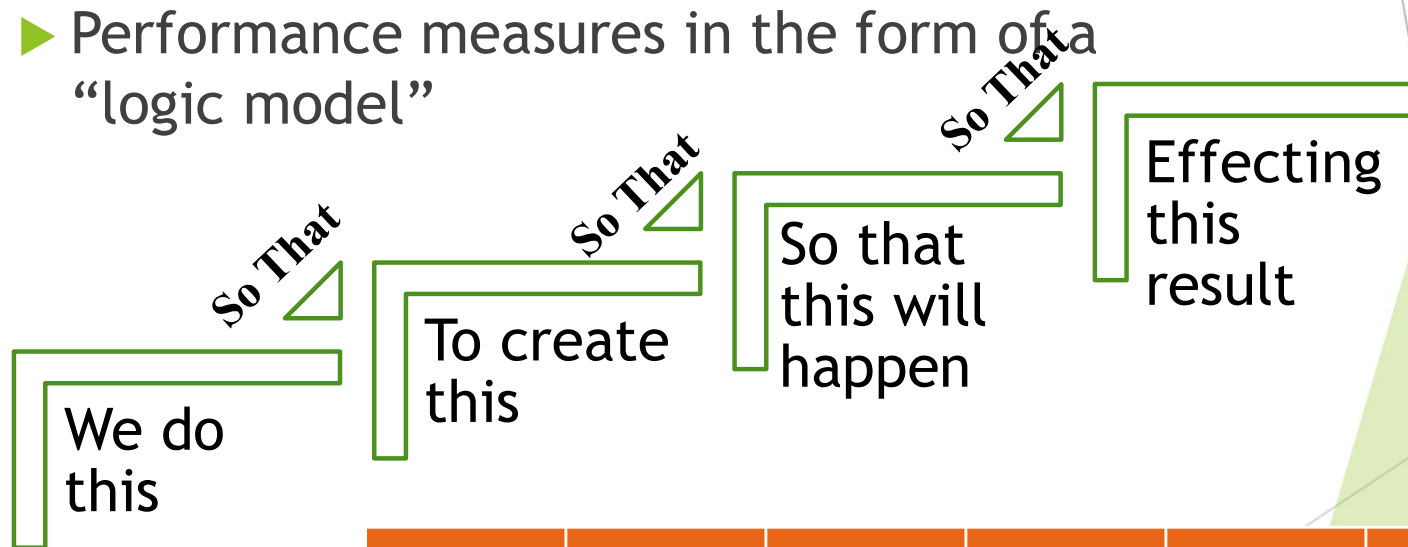 Performance measures in the form of a
“logic model”
So That
We do
this
So That
To create
this
So That
So that
this will
happen
Effecting
this
result